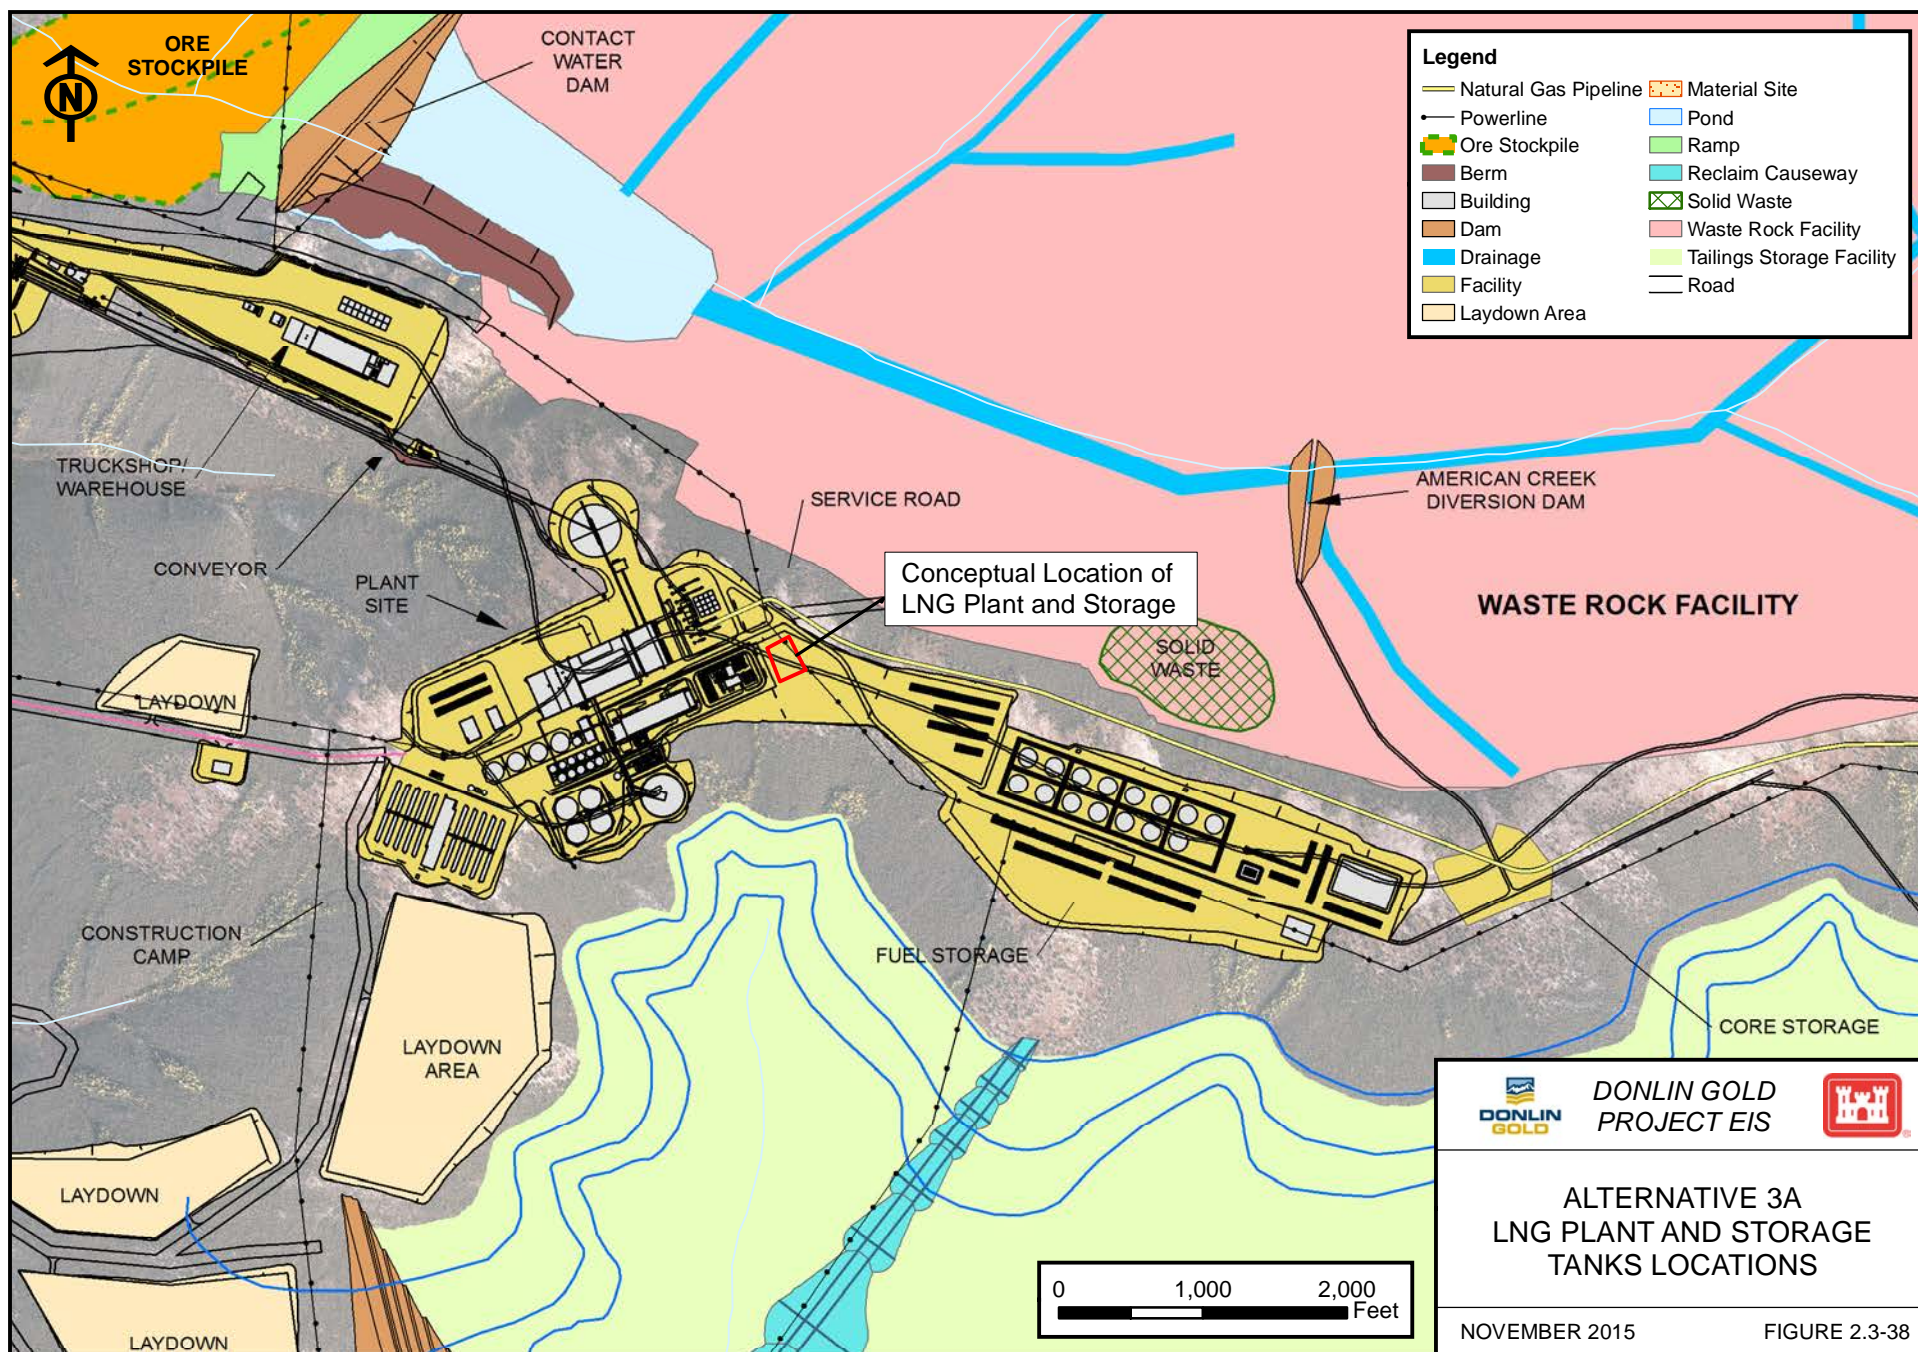 ORE
STOCKPILE
N
CONTACT
WATER
DAM
Legend
Natural Gas Pipeline
Powerline
Ore Stockpile
Berm
Building
Dam
Drainage
Facility
Laydown Area
Material Site
Pond
Ramp
Reclaim Causeway
Solid Waste
Waste Rock Facility
Tailings Storage Facility
Road
TRUCKSHOP/
WAREHOUSE
SERVICE ROAD
AMERICAN CREEK
DIVERSION DAM
CONVEYOR
PLANT
SITE
Conceptual Location of
LNG Plant and Storage
WASTE ROCK FACILITY
SOLID
WASTE
LAYDOWN
CONSTRUCTION
CAMP
FUEL STORAGE
CORE STORAGE
LAYDOWN
AREA
LAYDOWN
LAYDOWN
0 1,000 2,000
Feet
DONLIN
GOLD
DONLIN GOLD
PROJECT EIS
®
ALTERNATIVE 3A
LNG PLANT AND STORAGE
TANKS LOCATIONS
NOVEMBER 2015
FIGURE 2.3-38